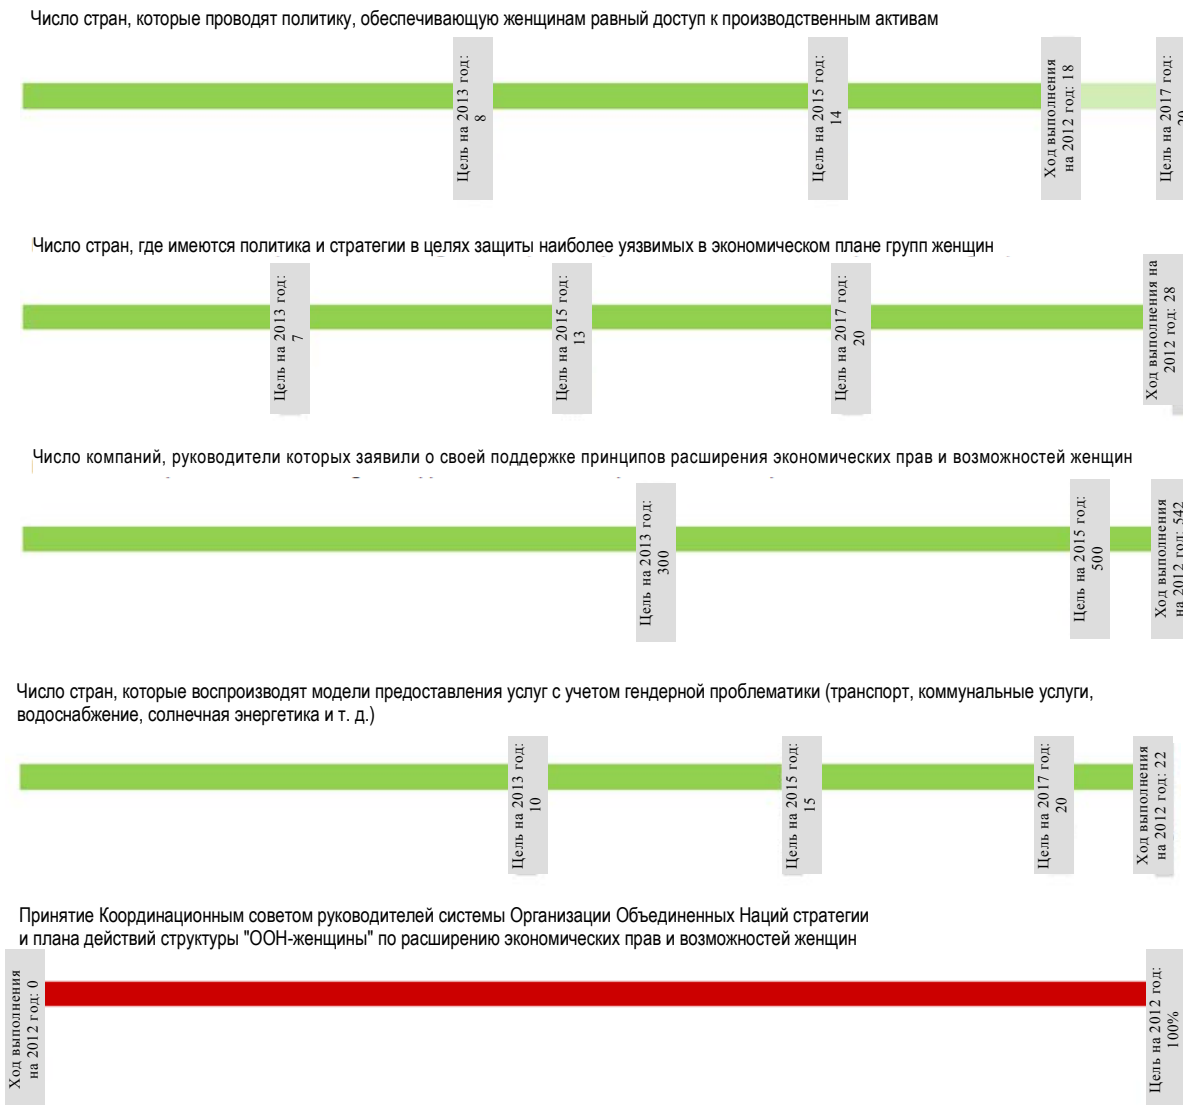 Число стран, которые проводят политику, обеспечивающую женщинам равный доступ к производственным активам
Цель на 2013 год:
8
Цель на 2015 год:
14
Ход выполнения
на 2012 год: 18
Цель на 2017 год:
20
Число стран, где имеются политика и стратегии в целях защиты наиболее уязвимых в экономическом плане групп женщин
Цель на 2013 год:
7
Цель на 2015 год:
13
Цель на 2017 год:
20
Ход выполнения на
2012 год: 28
Число компаний, руководители которых заявили о своей поддержке принципов расширения экономических прав и возможностей женщин
Цель на 2013 год:
300
Цель на 2015 год:
500
Ход выполнения
на 2012 год: 542
Число стран, которые воспроизводят модели предоставления услуг с учетом гендерной проблематики (транспорт, коммунальные услуги,
водоснабжение, солнечная энергетика и т. д.)
Цель на 2013 год:
10
Цель на 2015 год:
15
Цель на 2017 год:
20
Ход выполнения
на 2012 год: 22
Принятие Координационным советом руководителей системы Организации Объединенных Наций стратегии
и плана действий структуры "ООН-женщины" по расширению экономических прав и возможностей женщин
Ход выполнения
на 2012 год: 0
Цель на 2012 год:
100%